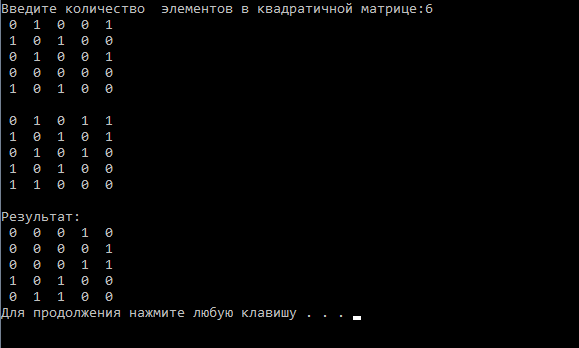 Введите количество  элементов в квадратичной матрице:6
0  1  0  0  1
1  0  1  0  0
0  1  0  0  1
0  0  0  0  0
1  0  1  0  0
0  1  0  1  1
1  0  1  0  1
0  1  0  1  0
1  0  1  0  0
1  1  0  0  0
Результат:
0  0  0  1  0
0  0  0  0  1
0  0  0  1  1
1  0  1  0  0
0  1  1  0  0
Для продолжения нажмите любую клавишу . . .